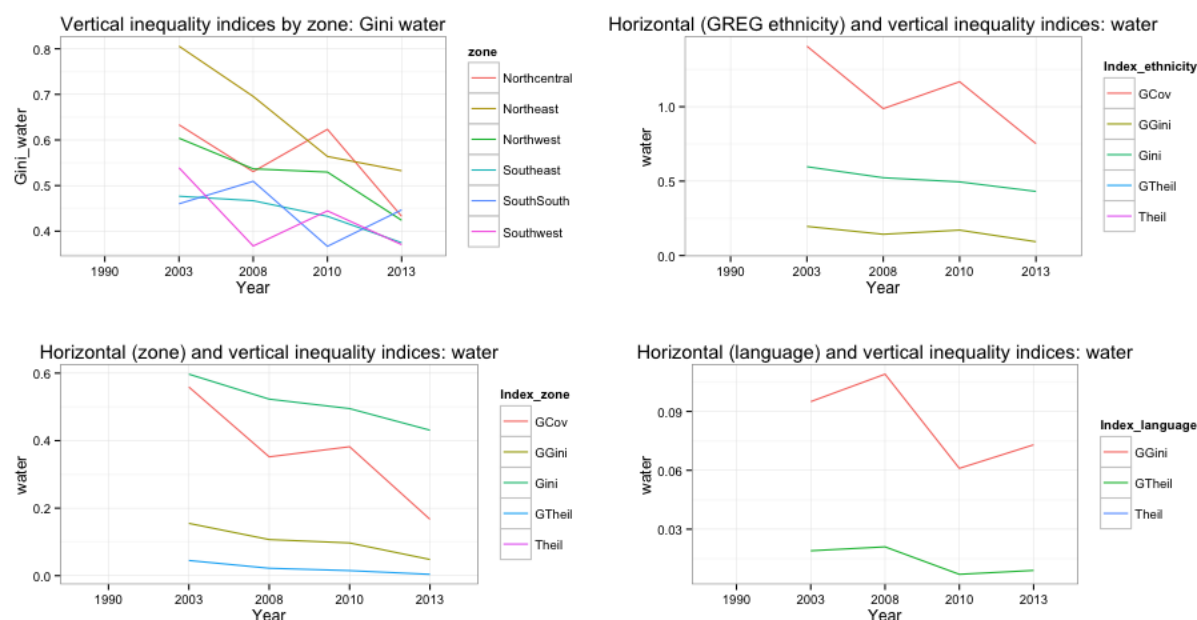 Vertical inequality indices by zone: Gini water
Gini_water
0.8
0.7
0.6
0.5
0.4
1990 2003 2008 2010 2013
Year
zone
Northcentral
Northeast
Northwest
Southeast
SouthSouth
Southwest
Horizontal (GREG ethnicity) and vertical inequality indices: water
water
1.0
0.5
0.0
1990 2003 2008 2010 2013
Year
Index_ethnicity
GCov
GGini
Gini
GTheil
Theil
Horizontal (zone) and vertical inequality indices: water
water
0.6
0.4
0.2
0.0
1990 2003 2008 2010 2013
Year
Index_zone
GCov
GGini
Gini
GTheil
Theil
Horizontal (language) and vertical inequality indices: water
water
0.09
0.06
0.03
1990 2003 2008 2010 2013
Year
Index_language
GGini
GTheil
Theil